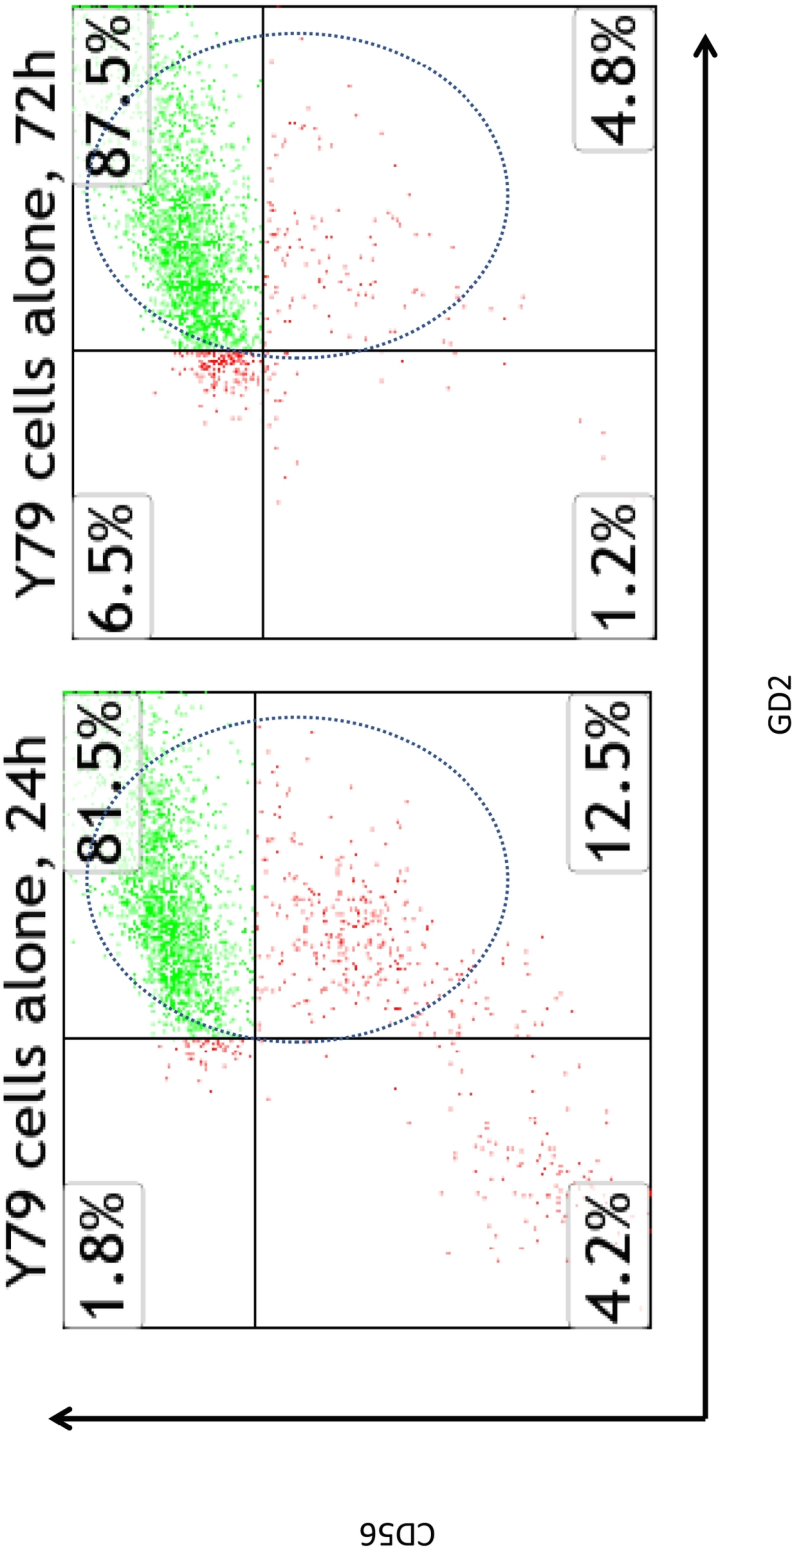 Y79 cells alone, 24h
1.8%
81.5%
4.2%
12.5%
Y79 cells alone, 72h
6.5%
87.5%
1.2%
4.8%
CD56
GD2